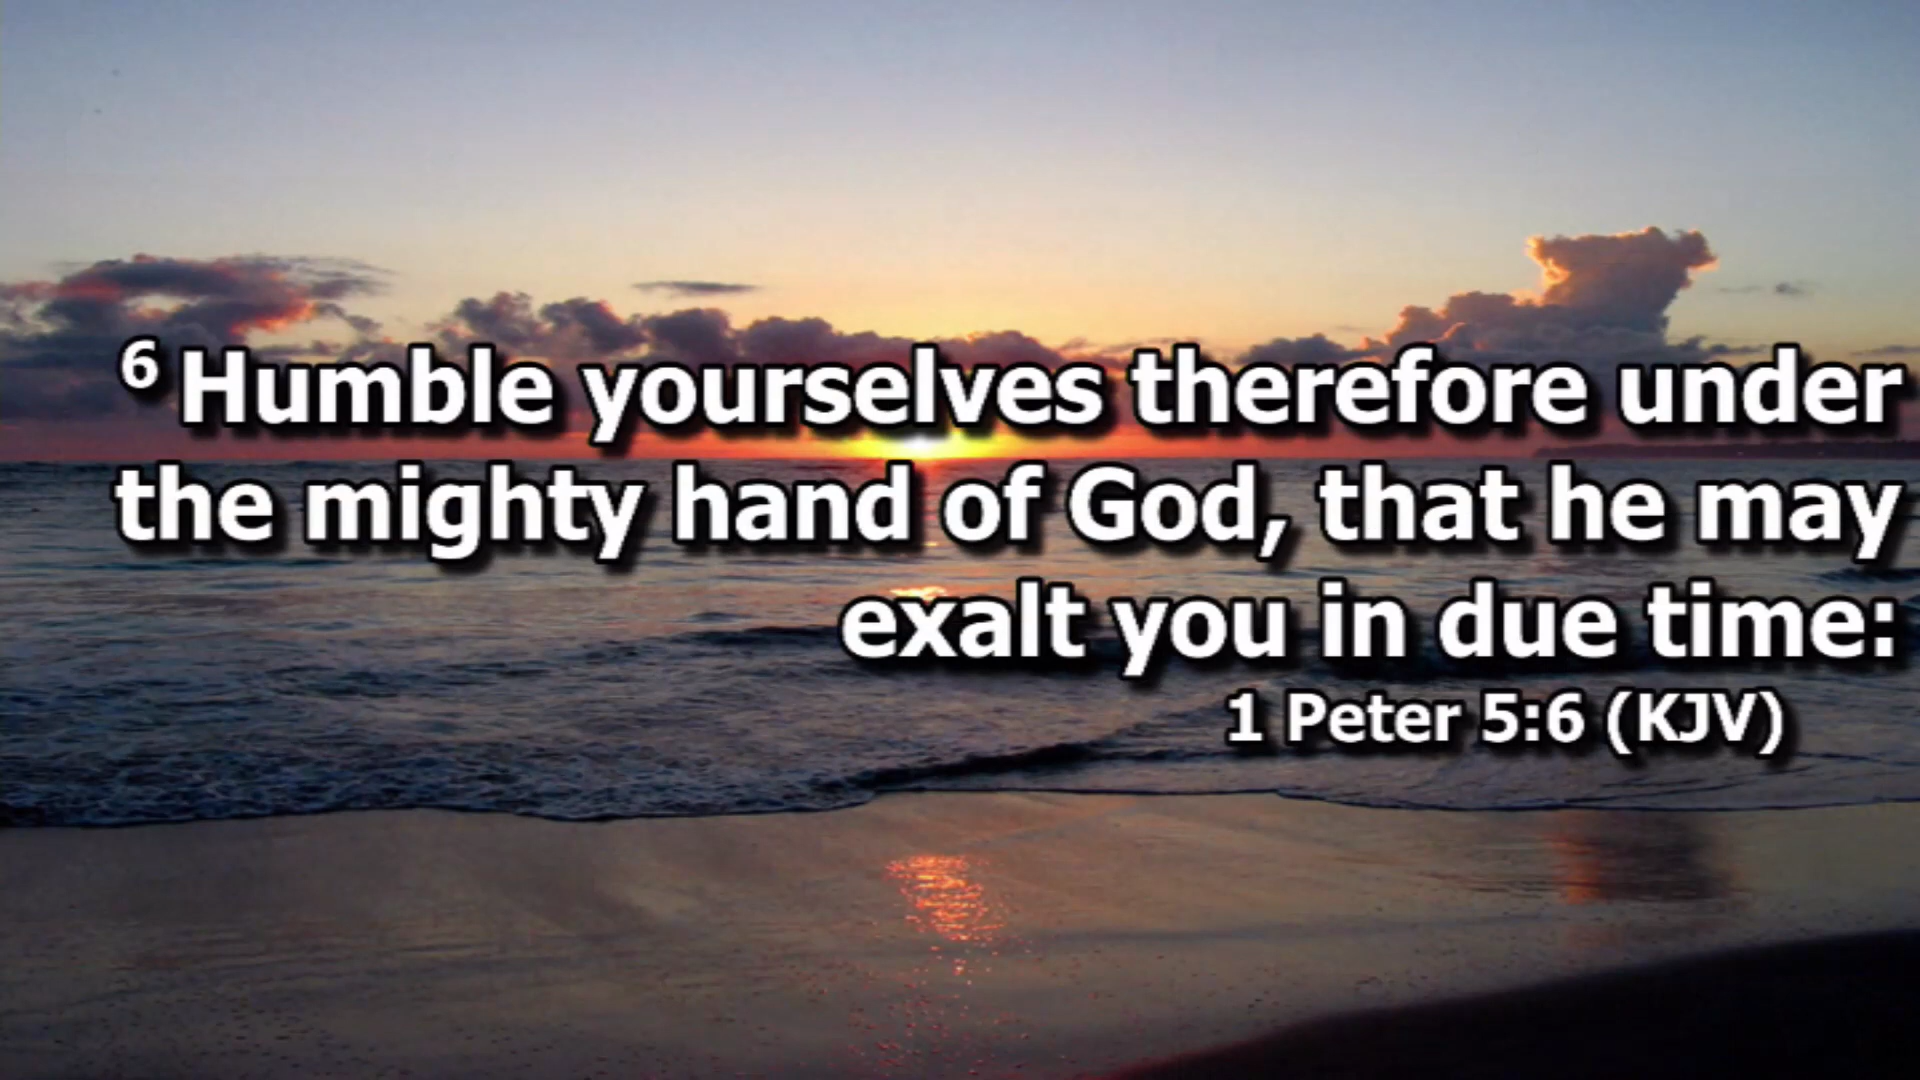 6 Humble yourselves therefore under
the mighty hand of God, that he may
exalt you in due time:
1 Peter 5:6 (KJV)